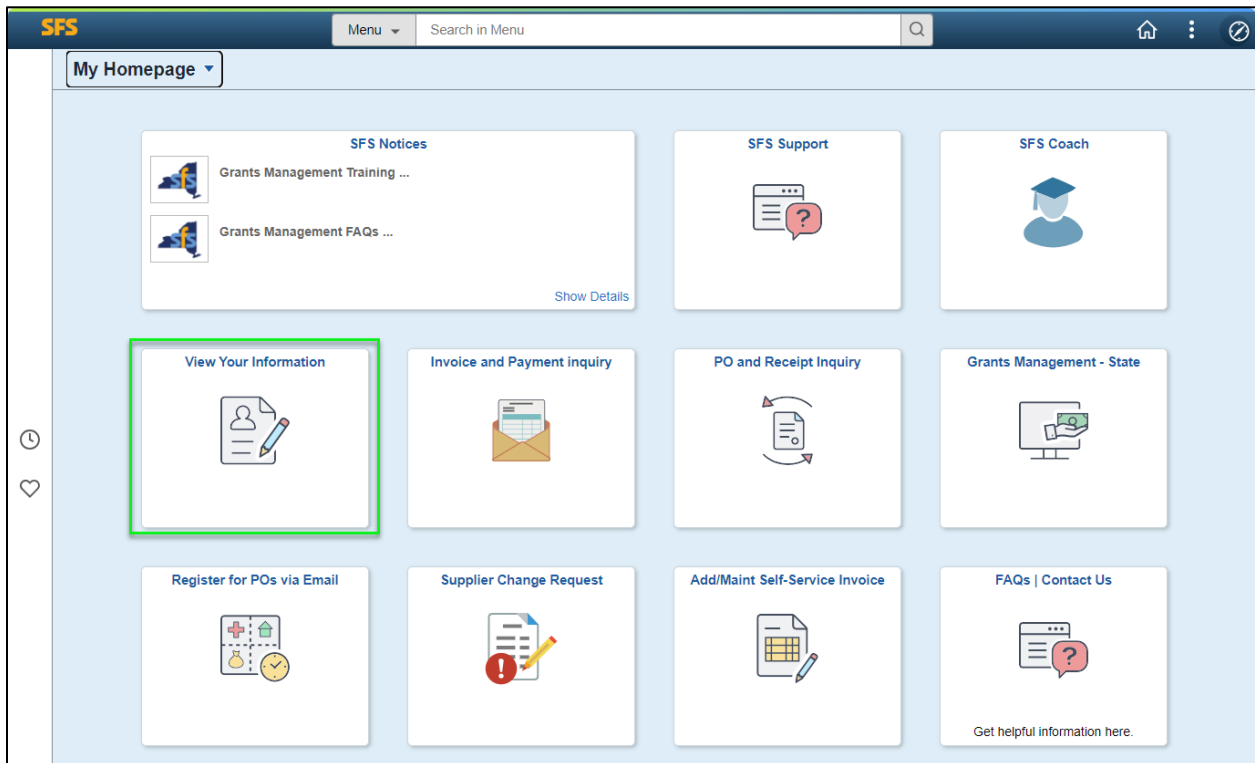 SFS
Menu
Search in Menu
My Homepage
SFS Notices
Grants Management Training ...
sfs
Grants Management FAQs ...
sfs
Show Details
SFS Support
?
SFS Coach
View Your Information
Invoice and Payment inquiry
PO and Receipt Inquiry
Grants Management - State
Register for POs via Email
Supplier Change Request
!
Add/Maint Self-Service Invoice
FAQs | Contact Us
?
Get helpful information here.